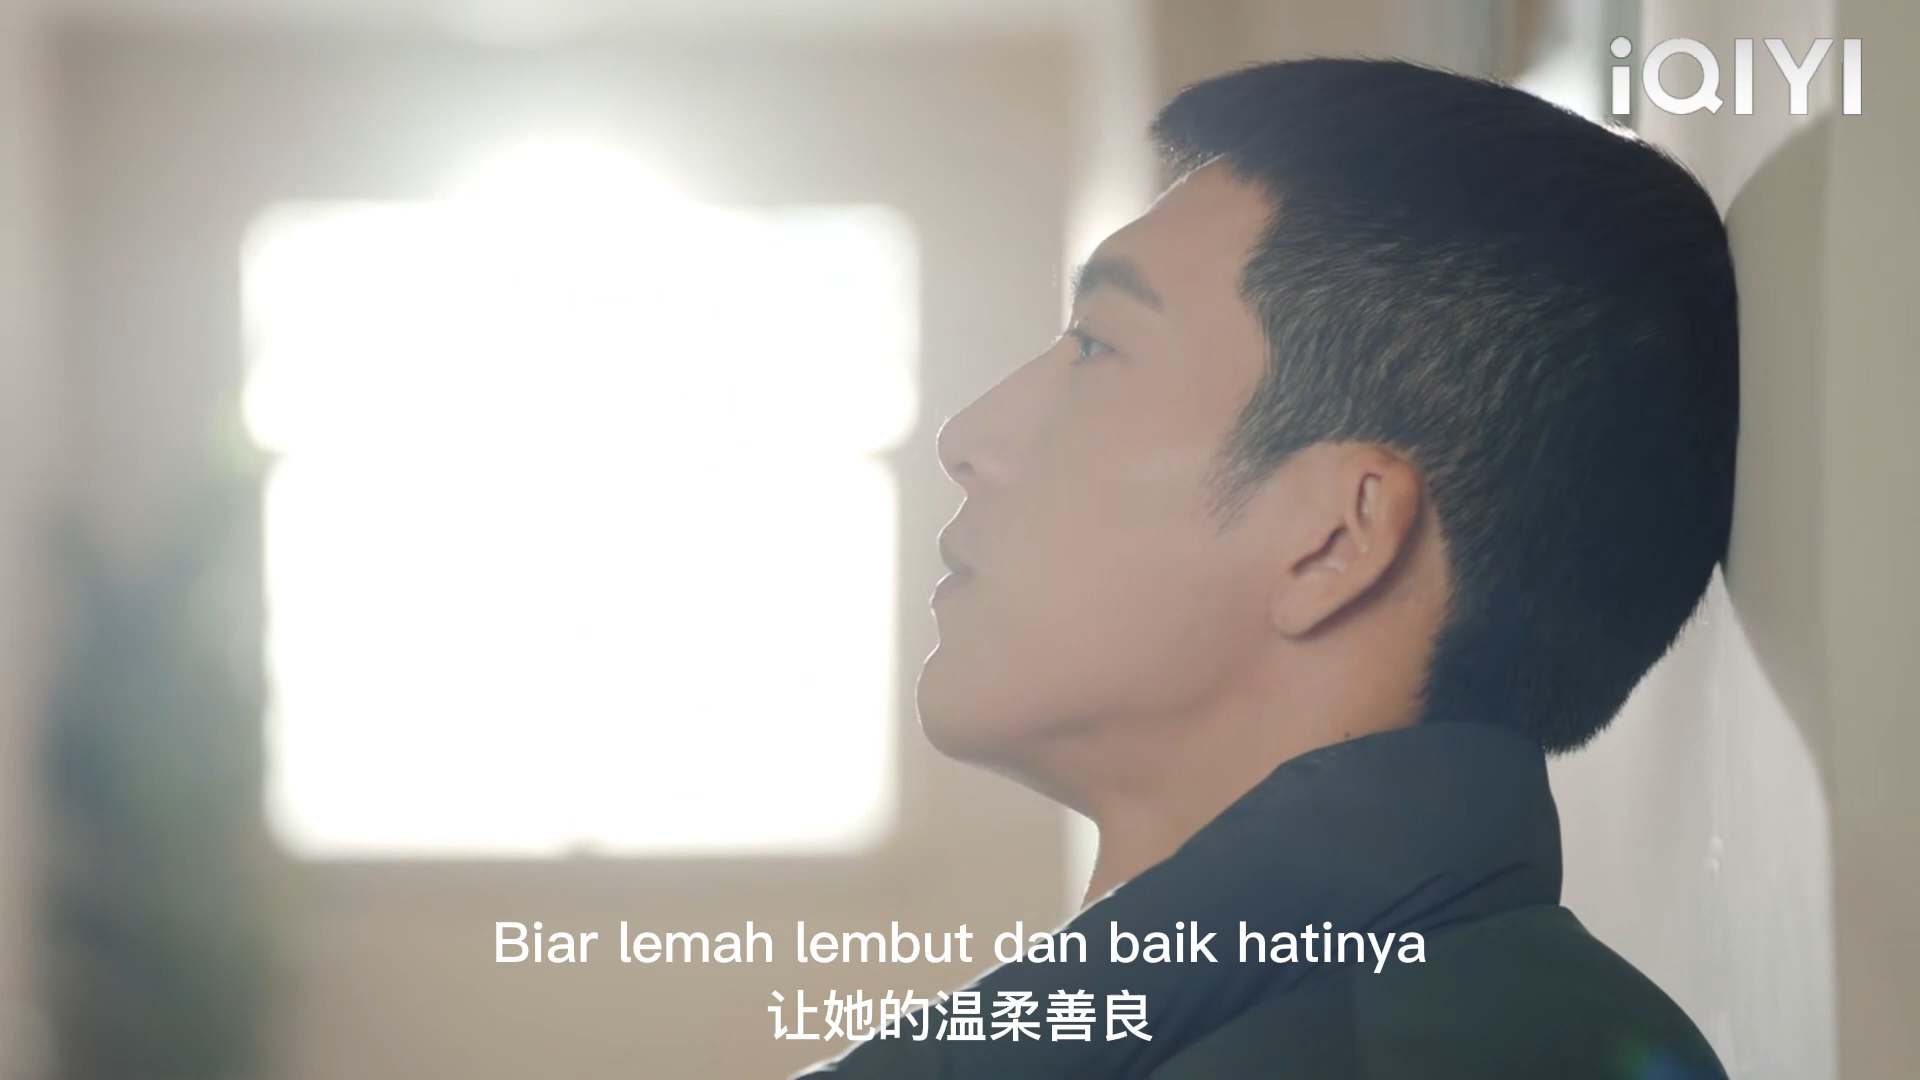 iQIYI
Biar lemah lembut dan baik hatinya
让她的温柔善良